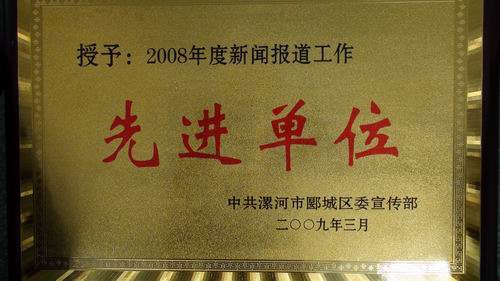 授予：2008年度新闻报道工作
先进单位
中共漯河市郾城区委宣传部
二〇〇九年三月